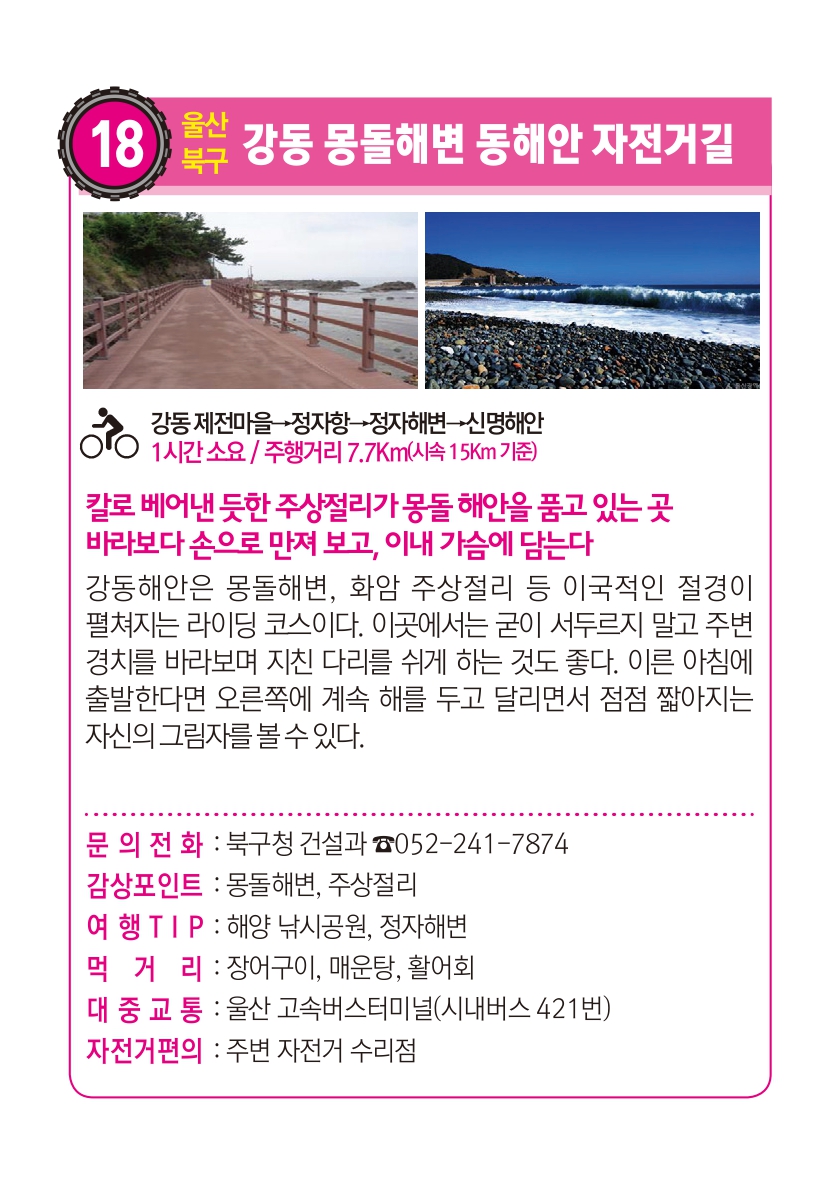 18
울산
북구
강동 몽돌해변 동해안 자전거길
강동 제전마을→정자항→정자해변→신명해안
1시간 소요 / 주행거리 7.7Km(시속 15Km 기준)
칼로 베어낸 듯한 주상절리가 몽돌 해안을 품고 있는 곳
바라보다 손으로 만져 보고, 이내 가슴에 담는다
강동해안은 몽돌해변, 화암 주상절리 등 이국적인 절경이
펼쳐지는 라이딩 코스이다. 이곳에서는 굳이 서두르지 말고 주변
경치를 바라보며 지친 다리를 쉬게 하는 것도 좋다. 이른 아침에
출발한다면 오른쪽에 계속 해를 두고 달리면서 점점 짧아지는
자신의 그림자를 볼 수 있다.
문 의 전 화 : 북구청 건설과 ☎052-241-7874
감상포인트 : 몽돌해변, 주상절리
여 행 T I P : 해양 낚시공원, 정자해변
먹 거 리 : 장어구이, 매운탕, 활어회
대 중 교 통 : 울산 고속버스터미널(시내버스 421번)
자전거편의 : 주변 자전거 수리점